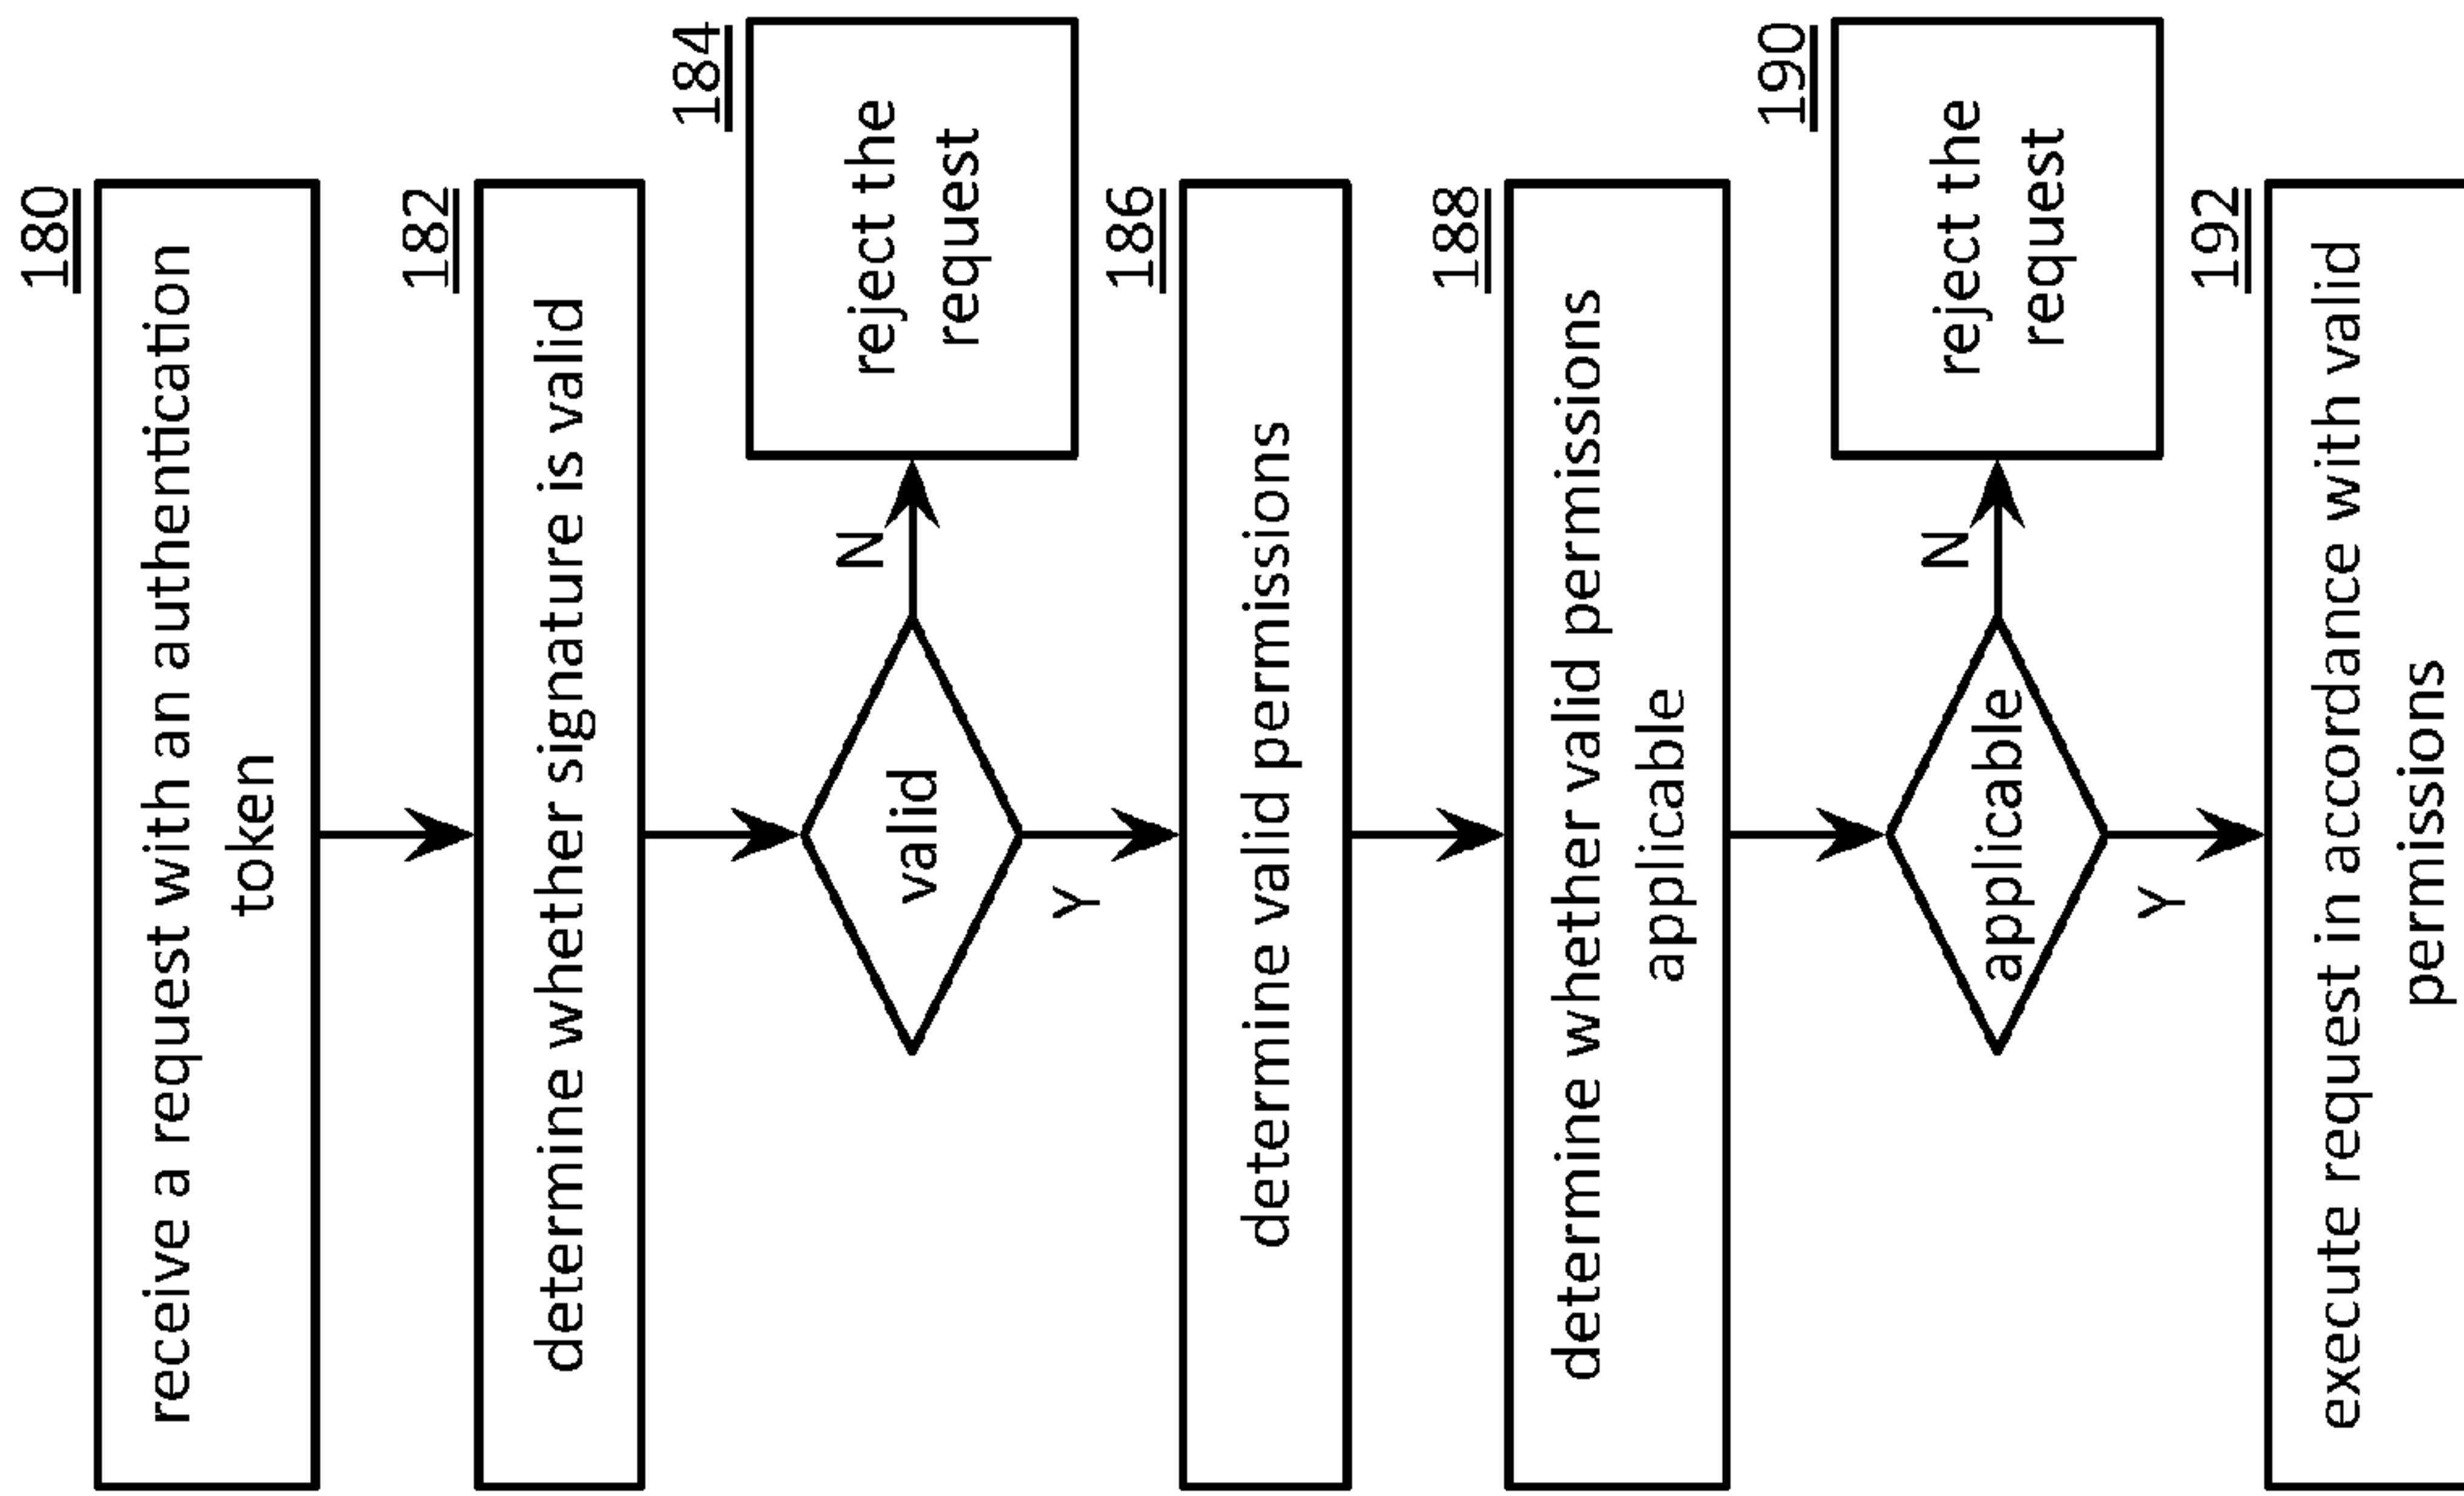 180
receive a request with an authentication
token
182
determine whether signature is valid
184
valid
N
reject the
request
Y
186
determine valid permissions
188
determine whether valid permissions
applicable
190
applicable
N
reject the
request
Y
192
execute request in accordance with valid
permissions